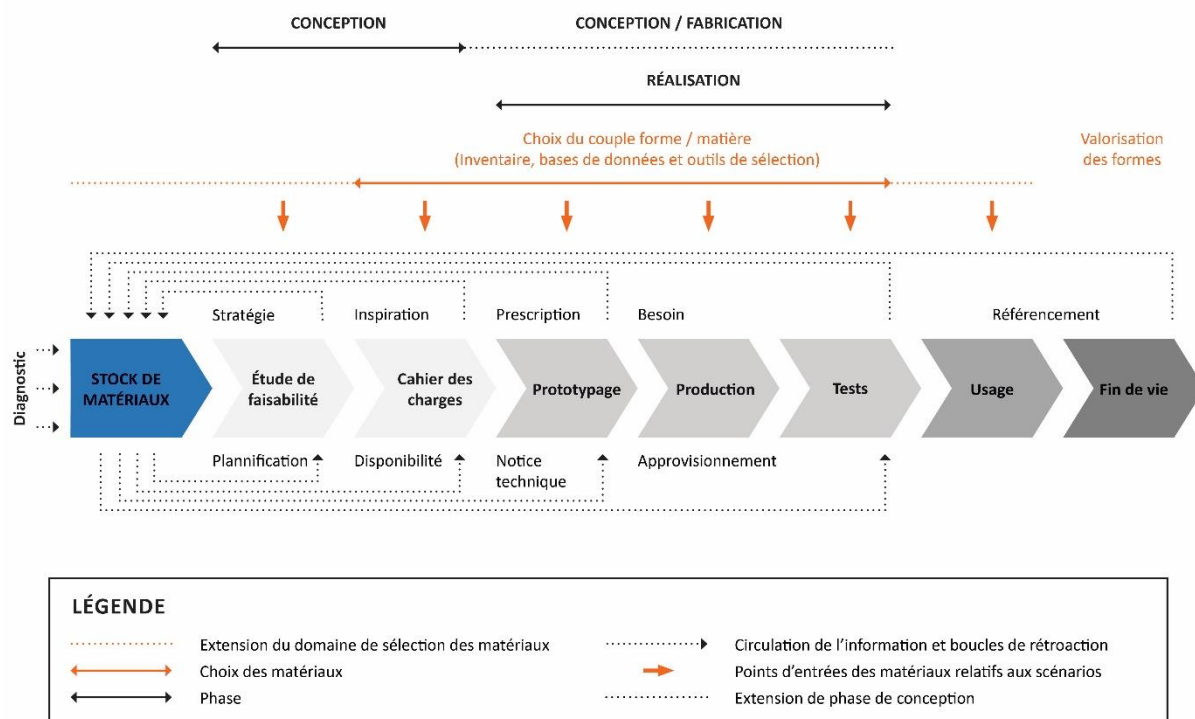 CONCEPTION
CONCEPTION / FABRICATION
RÉALISATION
Choix du couple forme / matière
(Inventaire, bases de données et outils de sélection)
Valorisation
des formes
Stratégie
Inspiration
Prescription
Besoin
Référencement
Diagnostic
STOCK DE
MATÉRIAUX
Étude de
faisabilité
Cahier des
charges
Prototypage
Production
Tests
Usage
Fin de vie
Plannification
Disponibilité
Notice
technique
Approvisionnement
LÉGENDE
Extension du domaine de sélection des matériaux
Choix des matériaux
Phase
Circulation de l’information et boucles de rétroaction
Points d’entrées des matériaux relatifs aux scénarios
Extension de phase de conception